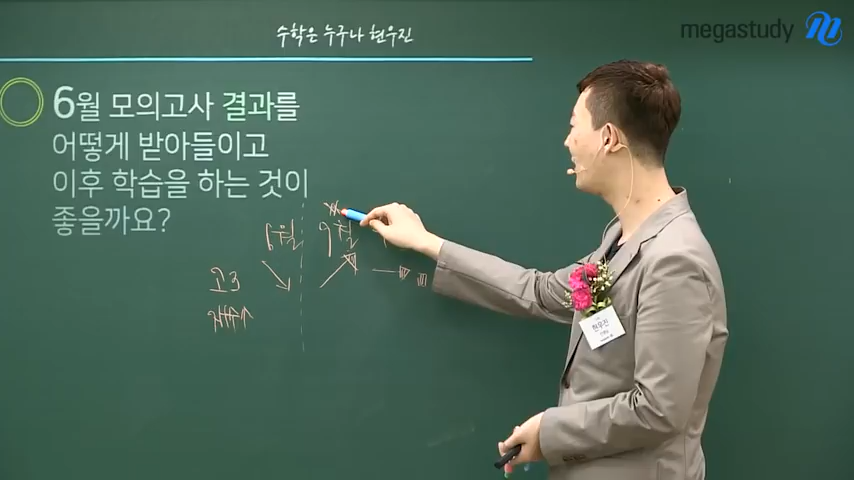 수학은 누구나 현우진
megastudy
6월 모의고사 결과를
어떻게 받아들이고
이후 학습을 하는 것이
좋을까요?
6월 9월
고3
현우진